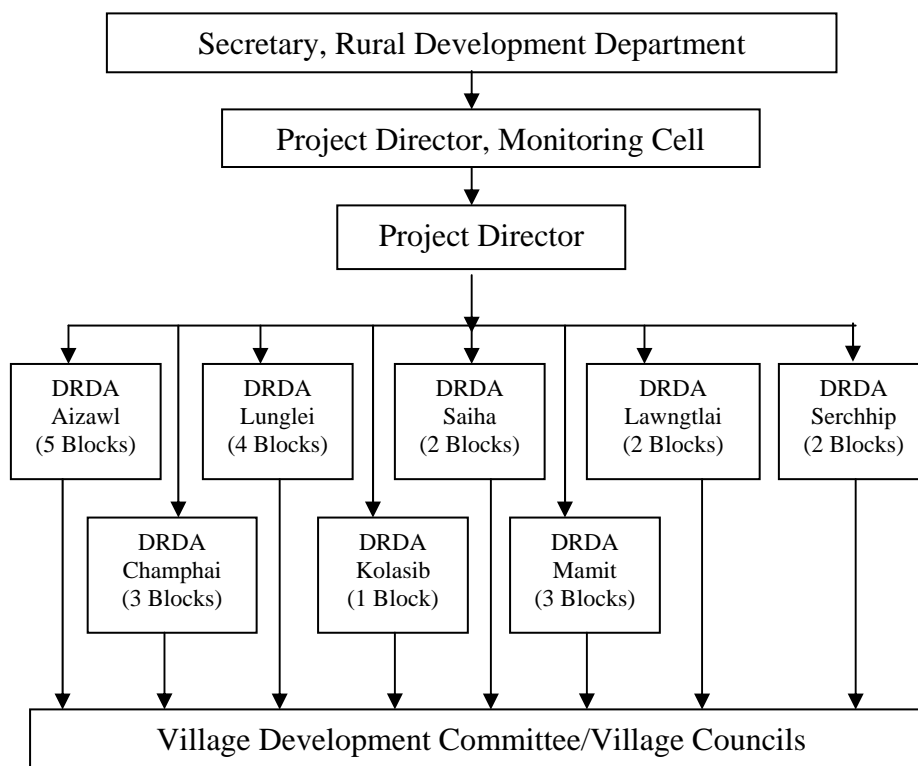 Secretary, Rural Development Department
Project Director, Monitoring Cell
Project Director
DRDA
Aizawl
(5 Blocks)
DRDA
Lunglei
(4 Blocks)
DRDA
Saiha
(2 Blocks)
DRDA
Lawngtlai
(2 Blocks)
DRDA
Serchhip
(2 Blocks)
DRDA
Champhai
(3 Blocks)
DRDA
Kolasib
(1 Block)
DRDA
Mamit
(3 Blocks)
Village Development Committee/Village Councils